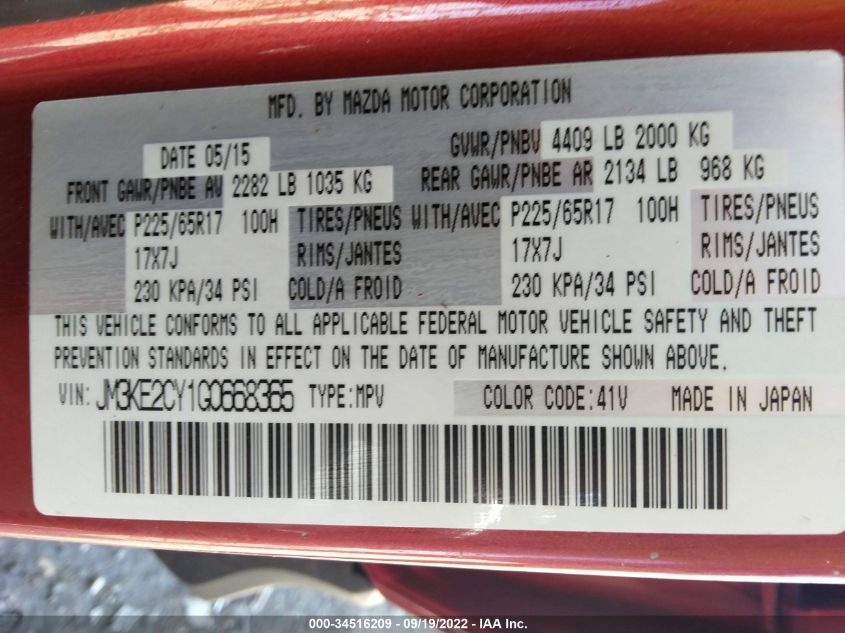 MFD. BY MAZDA MOTOR CORPORATION
DATE 05/15 GVWR/PNBV 4409 LB 2000 KG
FRONT GAWR/PNBE AV 2282 LB 1035 KG REAR GAWR/PNBE AR 2134 LB 968 KG
WITH/AVEC P225/65R17 100H TIRES/PNEUS WITH/AVEC P225/65R17 100H TIRES/PNEUS
17X7J RIMS/JANTES 17X7J RIMS/JANTES
230 KPA/34 PSI COLD/A FROID 230 KPA/34 PSI COLD/A FROID
THIS VEHICLE CONFORMS TO ALL APPLICABLE FEDERAL MOTOR VEHICLE SAFETY AND THEFT
PREVENTION STANDARDS IN EFFECT ON THE DATE OF MANUFACTURE SHOWN ABOVE.
VIN: JM3KE2CY1G0668365 TYPE:MPV COLOR CODE:41V MADE IN JAPAN
000-34516209 - 09/19/2022 - IAA Inc.